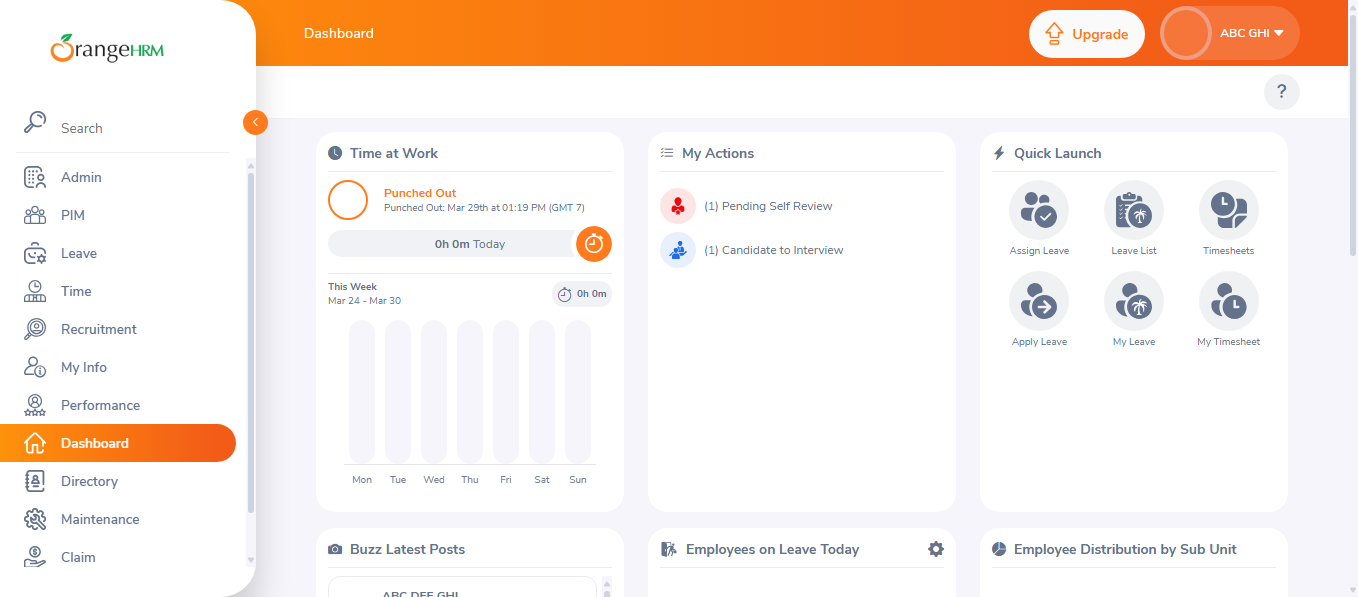 OrangeHRM
Search
Admin
PIM
Leave
Time
Recruitment
My Info
Performance
Dashboard
Directory
Maintenance
Claim
Dashboard
Upgrade
ABC GHI
?
Time at Work
Punched Out
Punched Out: Mar 29th at 01:19 PM (GMT 7)
0h 0m Today
This Week
Mar 24 - Mar 30
0h 0m
Mon Tue Wed Thu Fri Sat Sun
My Actions
(1) Pending Self Review
(1) Candidate to Interview
Quick Launch
Assign Leave Leave List Timesheets
Apply Leave My Leave My Timesheet
Buzz Latest Posts
ABC DEF GHI
Employees on Leave Today
Employee Distribution by Sub Unit